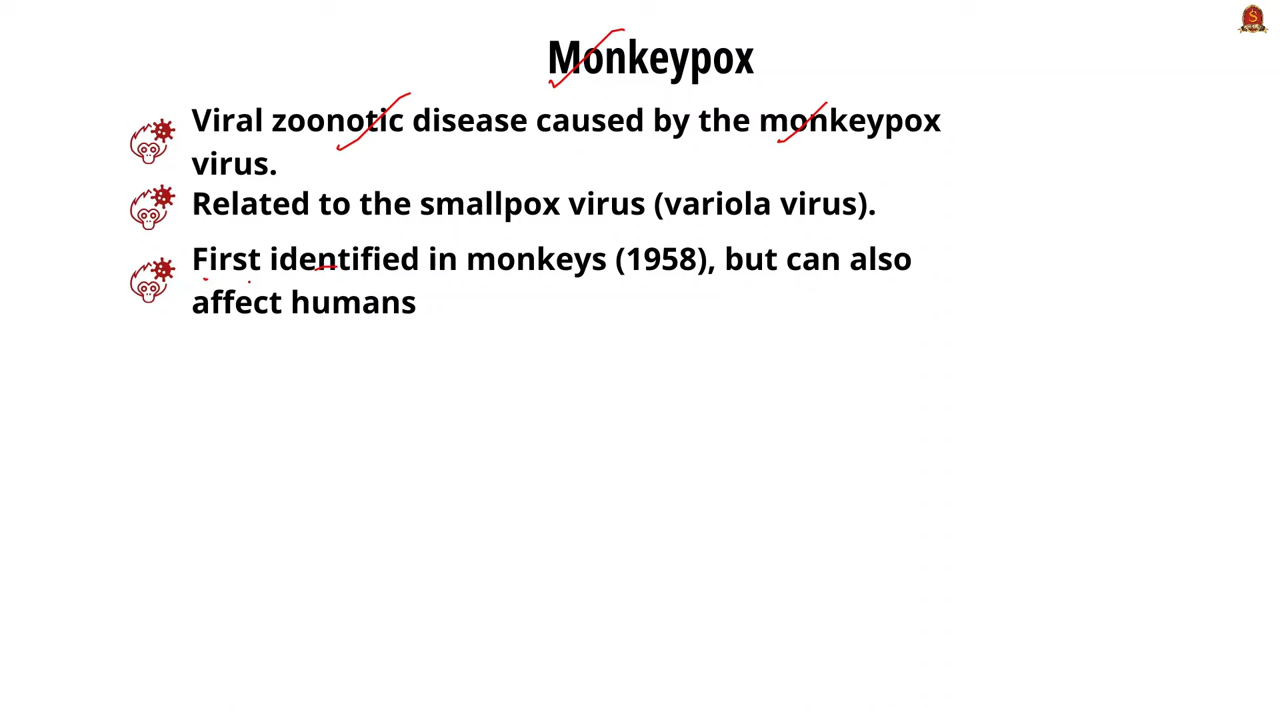 Monkeypox
Viral zoonotic disease caused by the monkeypox
virus.
Related to the smallpox virus (variola virus).
First identified in monkeys (1958), but can also
affect humans